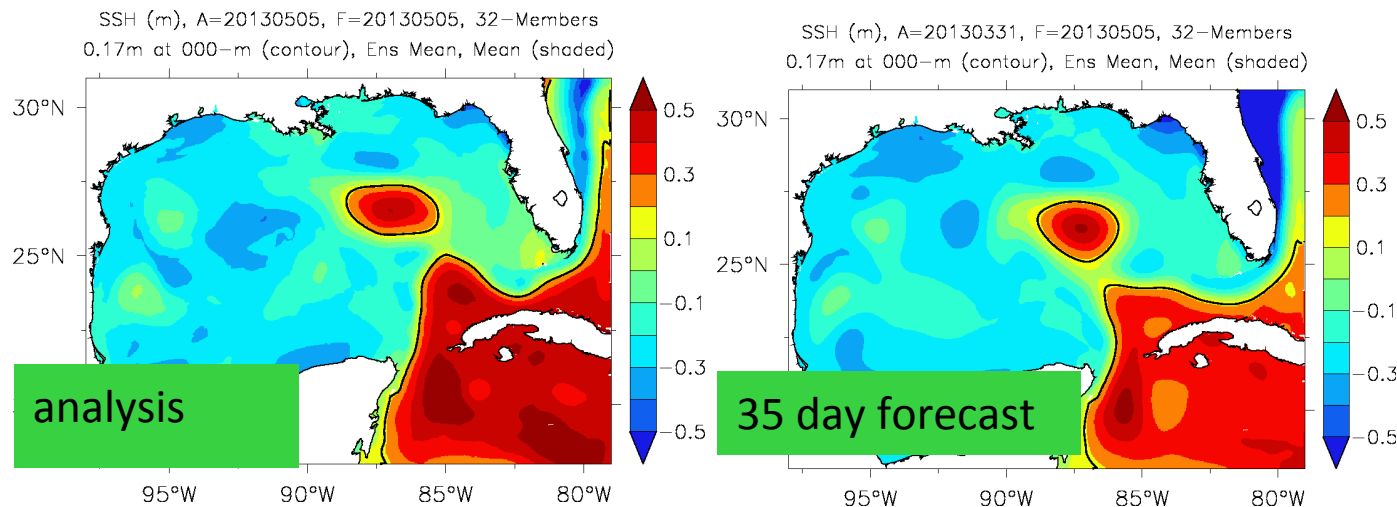 SSH (m), A=20130505, F=20130505, 32-Members
0.17m at 000-m (contour), Ens Mean, Mean (shaded)
30°N
25°N
95°W
90°W
85°W
80°W
0.5
0.3
0.1
-0.1
-0.3
-0.5
analysis
SSH (m), A=20130331, F=20130505, 32-Members
0.17m at 000-m (contour), Ens Mean, Mean (shaded)
30°N
25°N
95°W
90°W
85°W
80°W
0.5
0.3
0.1
-0.1
-0.3
-0.5
35 day forecast